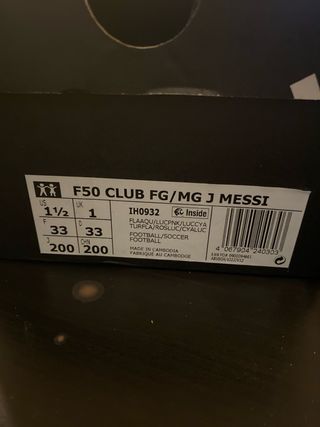 F50 CLUB FG/MG J MESSI
US 1½ UK 1
F 33 D 33
J 200 CHN 200
IH0932 Inside
FLAAQU/LUCPNK/LUCCYA
TURFLA/ROSLUC/CYALUC
FOOTBALL/SOCCER
FOOTBALL
MADE IN CAMBODIA
FABRIQUÉ AU CAMBODGE
4 067904 240303